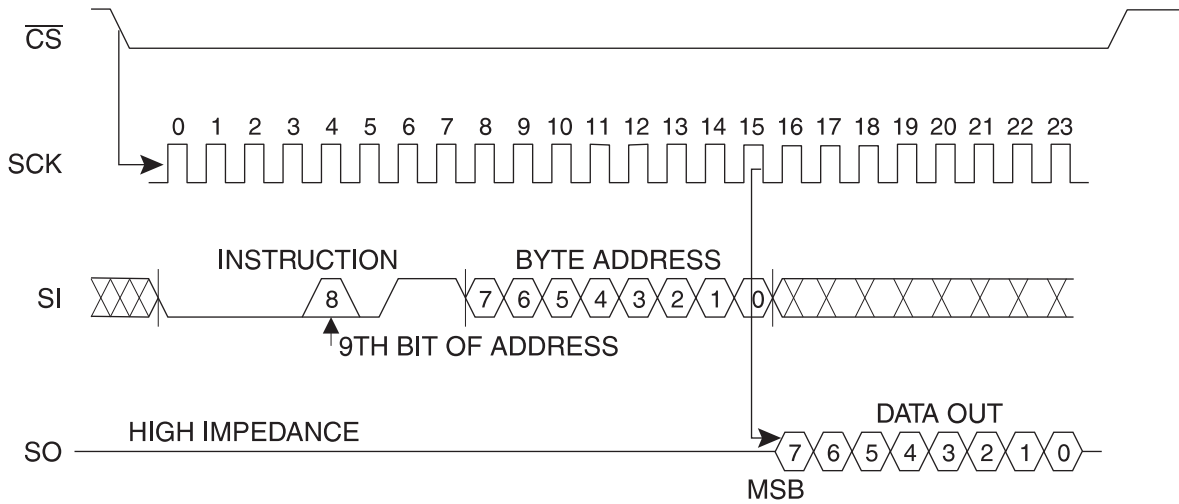 CS
0 1 2 3 4 5 6 7 8 9 10 11 12 13 14 15 16 17 18 19 20 21 22 23
SCK
INSTRUCTION BYTE ADDRESS
SI 8 7 6 5 4 3 2 1 0
9TH BIT OF ADDRESS
DATA OUT
HIGH IMPEDANCE
SO 7 6 5 4 3 2 1 0
MSB